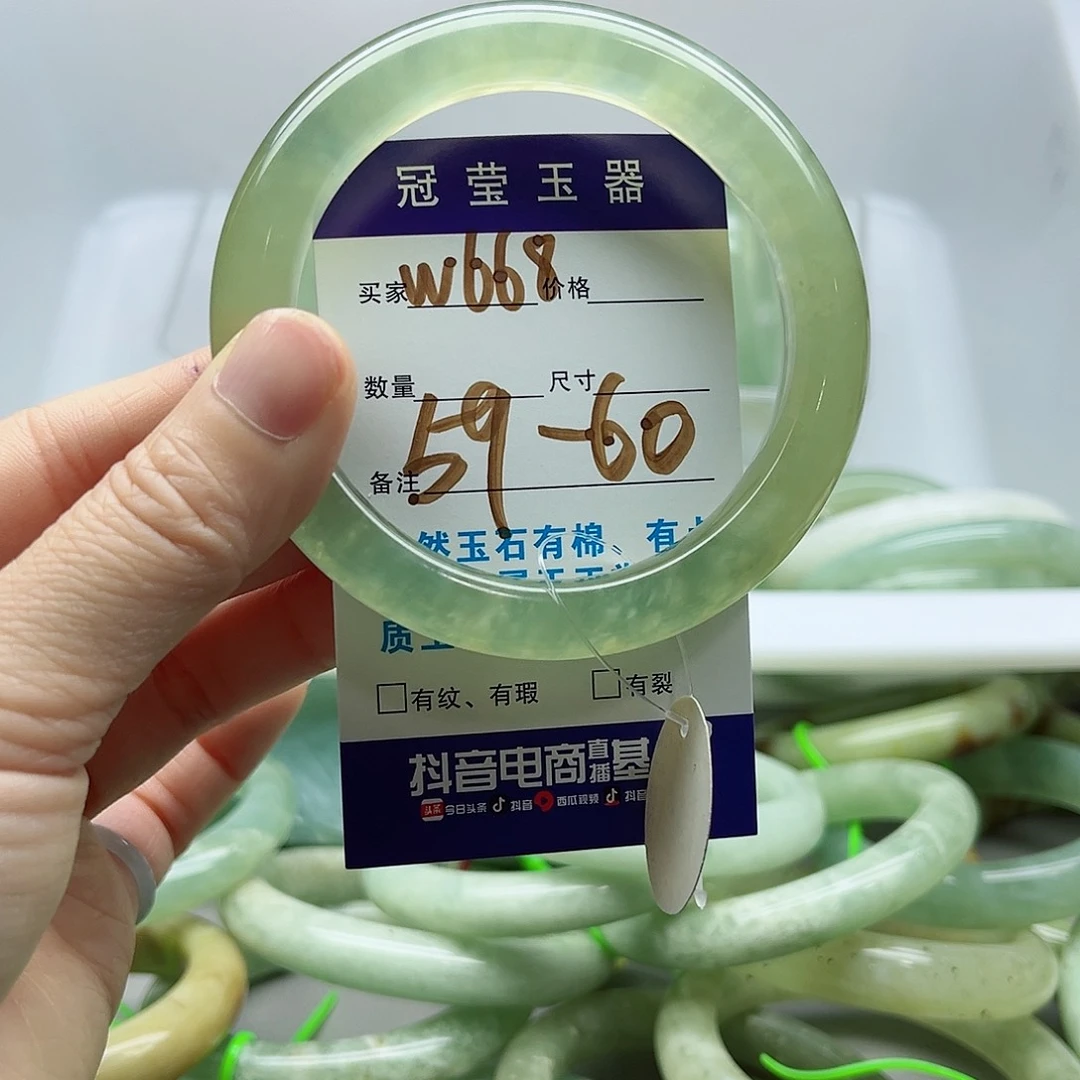 冠莹玉器
买家 w668 价格
数量 尺寸
59-60
备注
然玉石有棉、有
质
有纹、有瑕 有裂
抖音电商直播基
头条 今日头条 抖音 西瓜视频 抖音